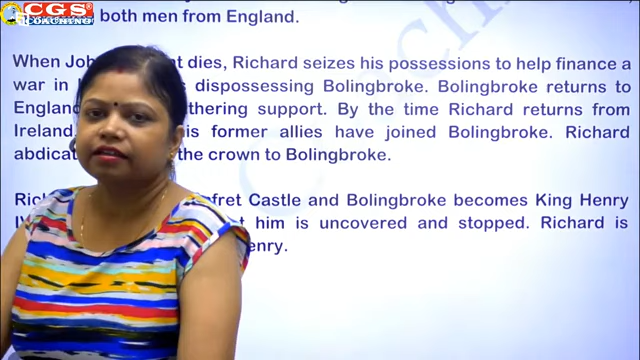 CGS
COACHING
both men from England.
When Joh t dies, Richard seizes his possessions to help finance a
war in s dispossessing Bolingbroke. Bolingbroke returns to
England thering support. By the time Richard returns from
Ireland is former allies have joined Bolingbroke. Richard
abdicat the crown to Bolingbroke.
Ric fret Castle and Bolingbroke becomes King Henry
IV t him is uncovered and stopped. Richard is
enry.